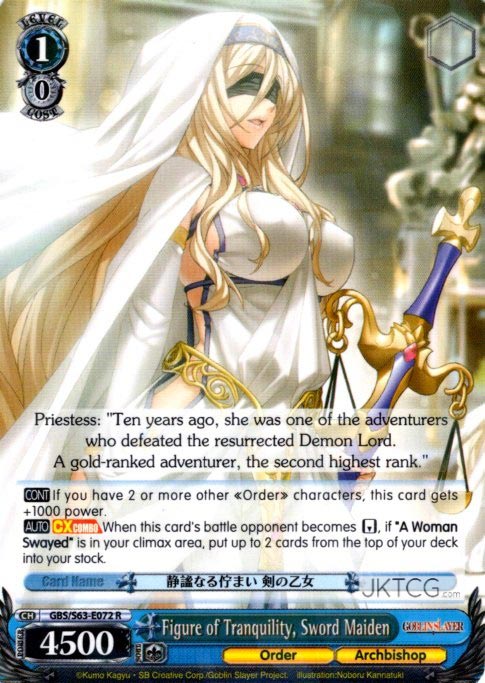 LEVEL
1
0
COST
Priestess: "Ten years ago, she was one of the adventurers
who defeated the resurrected Demon Lord.
A gold-ranked adventurer, the second highest rank."
CONT If you have 2 or more other «Order» characters, this card gets
+1000 power.
AUTO CXCOMBO When this card's battle opponent becomes [ ], if "A Woman
Swayed" is in your climax area, put up to 2 cards from the top of your deck
into your stock.
Card Name 静謐なる佇まい 剣の乙女
JKTCG.com
CH GBS/S63-E072 R
POWER 4500 SOUL Figure of Tranquility, Sword Maiden GOBLIN SLAYER
Order Archbishop
©Kumo Kagyu • SB Creative Corp./Goblin Slayer Project. illustration:Noboru Kannatuki